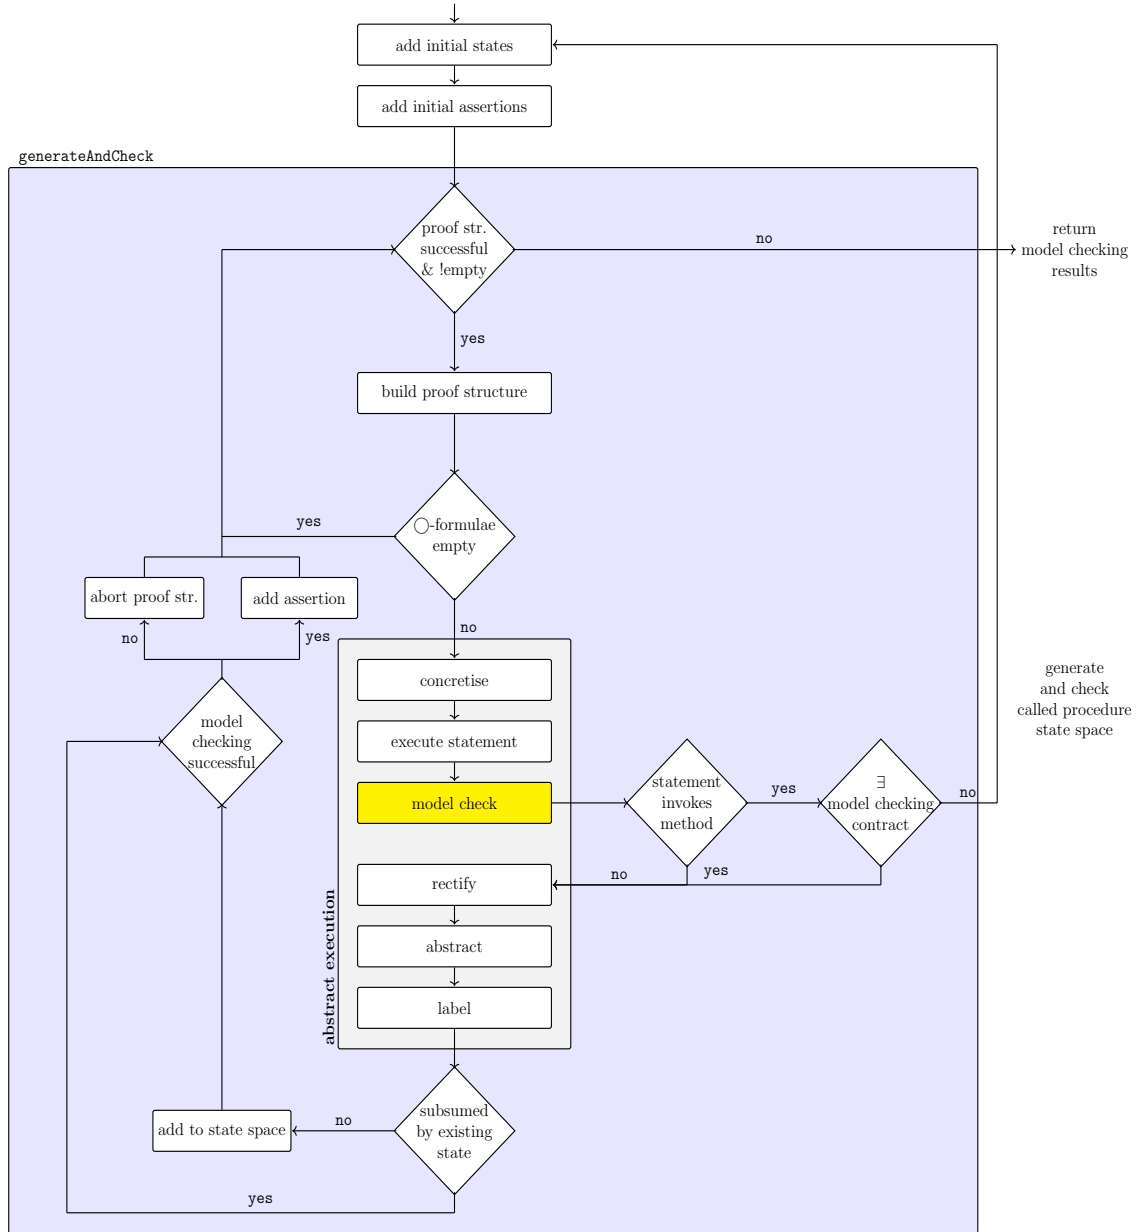 add initial states
add initial assertions
generateAndCheck
proof str.
successful
& !empty
no
return
model checking
results
yes
build proof structure
yes
◯-formulae
empty
abort proof str.
add assertion
no
yes
no
concretise
generate
and check
called procedure
state space
model
checking
successful
execute statement
model check
statement
invokes
method
yes
∃
model checking
contract
no
rectify
no
yes
abstract execution
abstract
label
add to state space
no
subsumed
by existing
state
yes